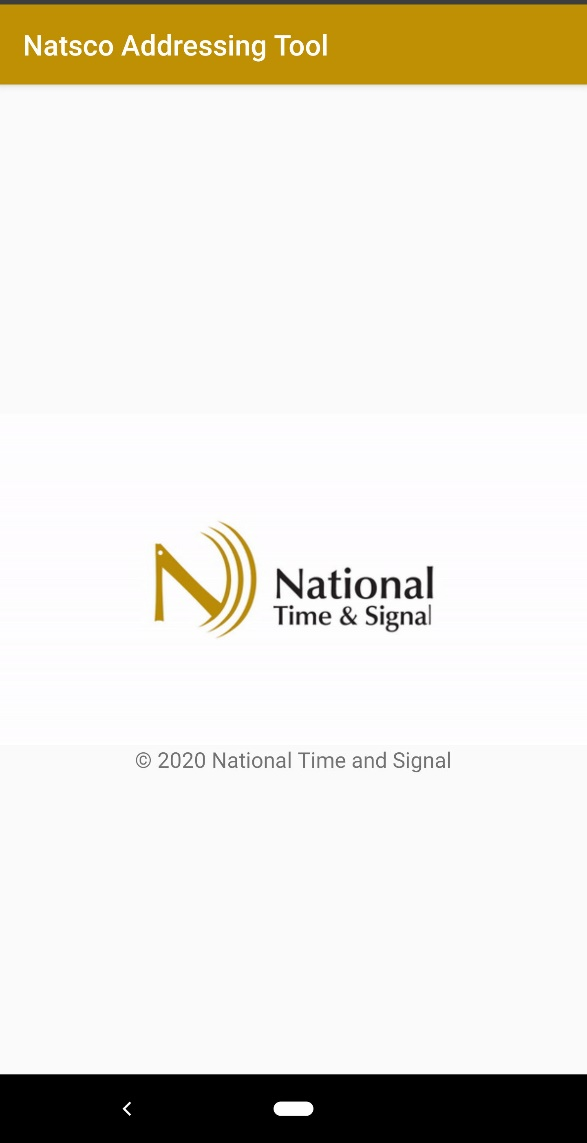 Natsco Addressing Tool
National
Time & Signal
© 2020 National Time and Signal